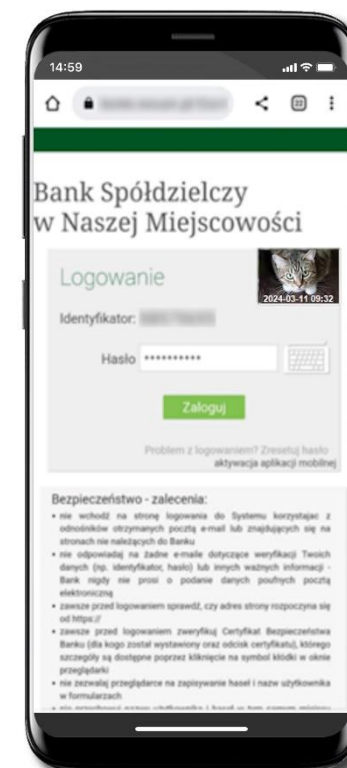 14:59
22
Bank Spółdzielczy
w Naszej Miejscowości
Logowanie
2024-03-11 09:32
Identyfikator:
Hasło ••••••••••
Zaloguj
Problem z logowaniem? Zresetuj hasło
aktywacja aplikacji mobilnej
Bezpieczeństwo - zalecenia:
• nie wchodź na stronę logowania do Systemu korzystając z
odnośników otrzymanych pocztą e-mail lub znajdujących się na
stronach nie należących do Banku
• nie odpowiadaj na żadne e-maile dotyczące weryfikacji Twoich
danych (np. identyfikator, hasło) lub innych ważnych informacji -
Bank nigdy nie prosi o podanie danych poufnych pocztą
elektroniczną
• zawsze przed logowaniem sprawdź, czy adres strony rozpoczyna się
od https://
• zawsze przed logowaniem zweryfikuj Certyfikat Bezpieczeństwa
Banku (dla kogo został wystawiony oraz odcisk certyfikatu), którego
szczegóły są dostępne poprzez kliknięcie na symbol kłódki w oknie
przeglądarki
• nie zezwalaj przeglądarce na zapisywanie haseł i nazw użytkownika
w formularzach